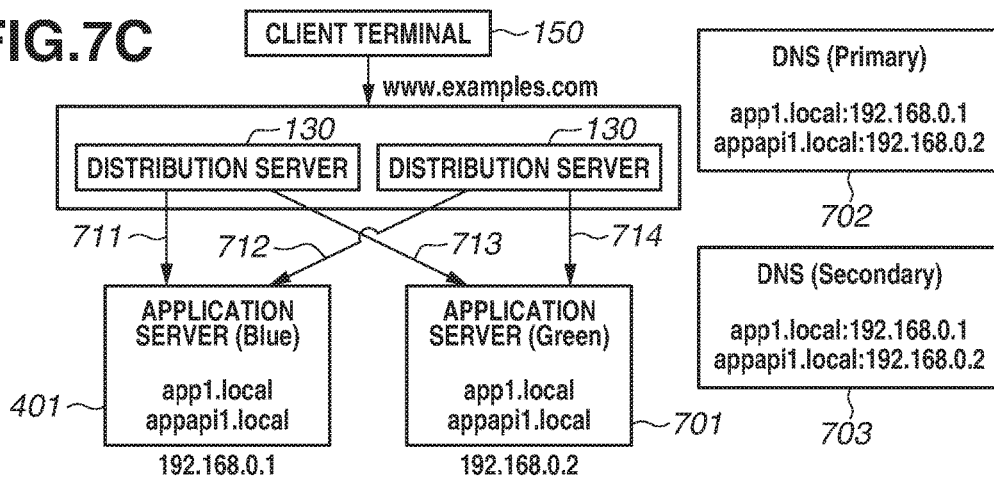 FIG.7C
CLIENT TERMINAL
150
www.examples.com
130
130
DISTRIBUTION SERVER
DISTRIBUTION SERVER
711
712
713
714
APPLICATION
SERVER (Blue)
app1.local
appapi1.local
401
192.168.0.1
APPLICATION
SERVER (Green)
app1.local
appapi1.local
701
192.168.0.2
DNS (Primary)
app1.local:192.168.0.1
appapi1.local:192.168.0.2
702
DNS (Secondary)
app1.local:192.168.0.1
appapi1.local:192.168.0.2
703